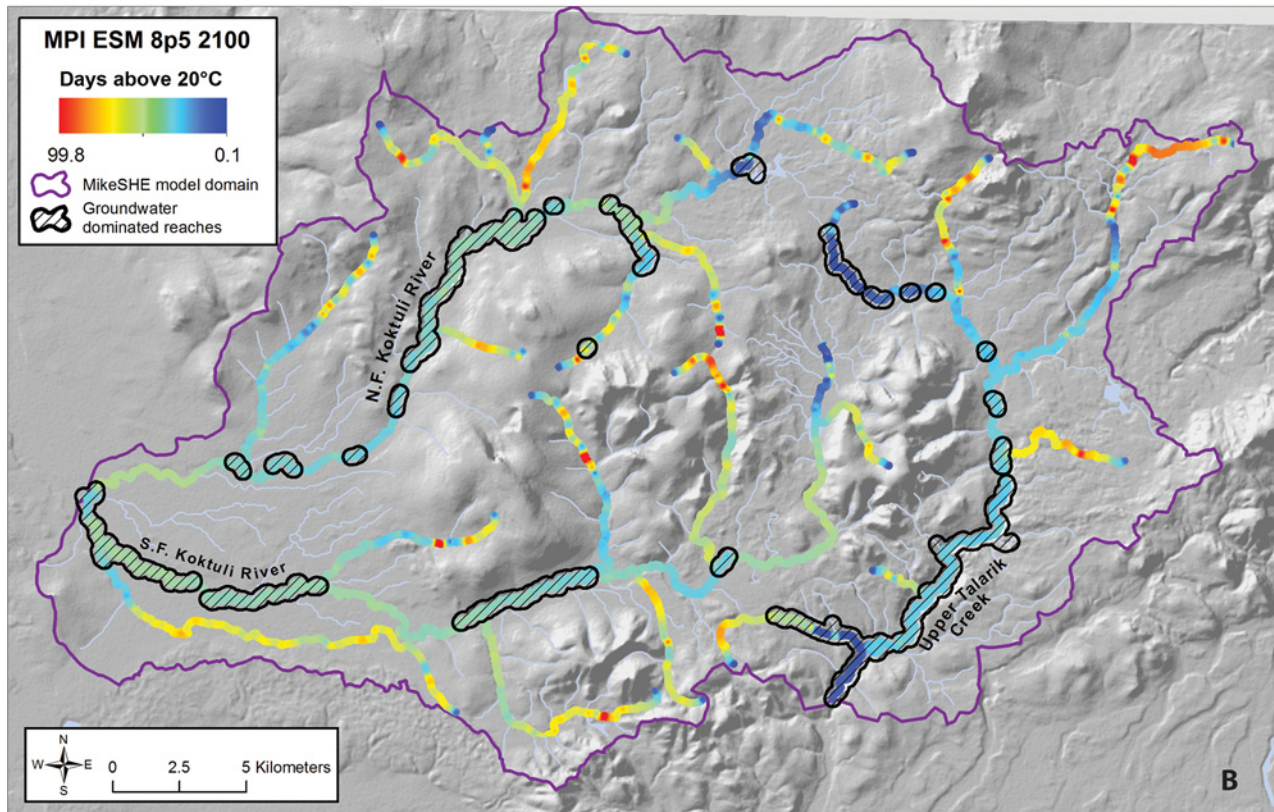 MPI ESM 8p5 2100
Days above 20°C
99.8 0.1
MikeSHE model domain
Groundwater
dominated reaches
N.F. Koktuli River
S.F. Koktuli River
Upper Talarik
Creek
N
W E
S
0 2.5 5 Kilometers
B